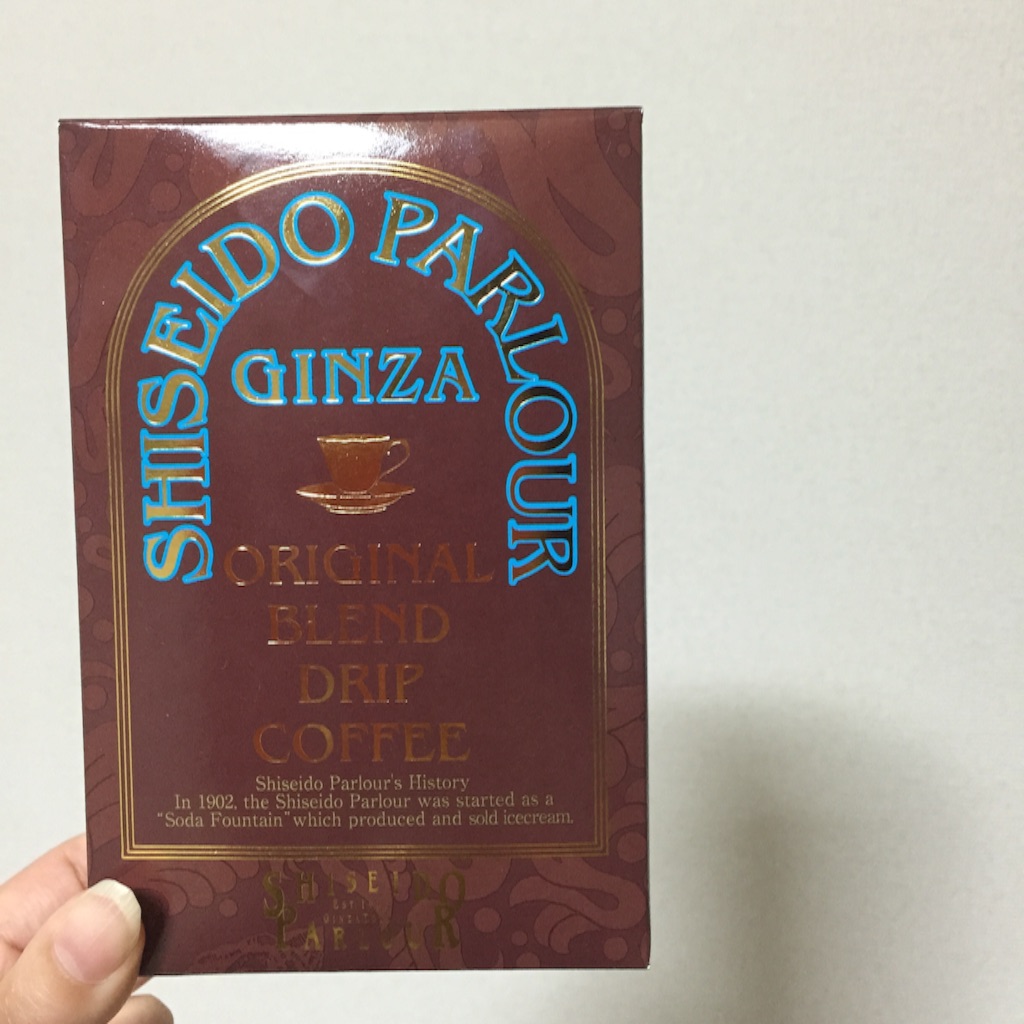 SHISEIDO PARLOUR
GINZA
ORIGINAL
BLEND
DRIP
COFFEE
Shiseido Parlour's History
In 1902, the Shiseido Parlour was started as a
"Soda Fountain" which produced and sold icecream.
SHISEIDO
PARLOUR